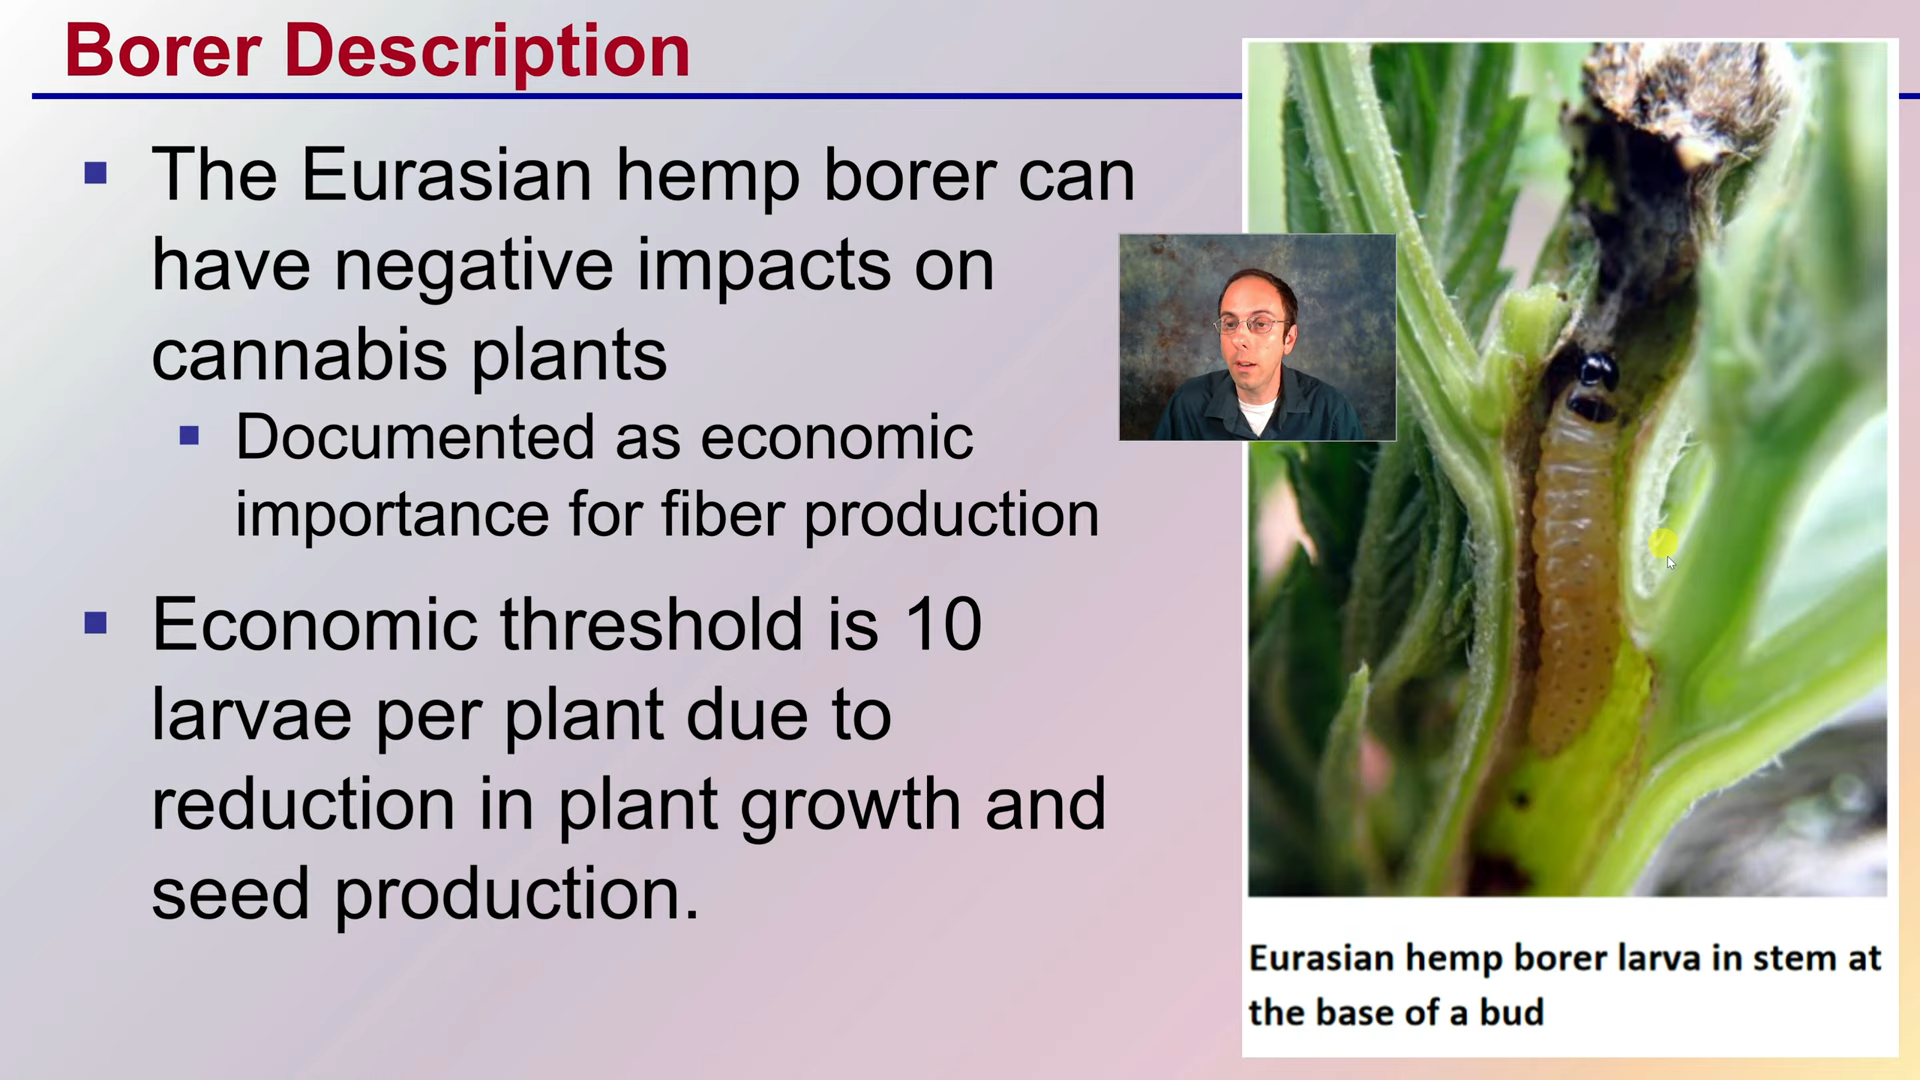 Borer Description
The Eurasian hemp borer can
have negative impacts on
cannabis plants
Documented as economic
importance for fiber production
Economic threshold is 10
larvae per plant due to
reduction in plant growth and
seed production.
Eurasian hemp borer larva in stem at
the base of a bud